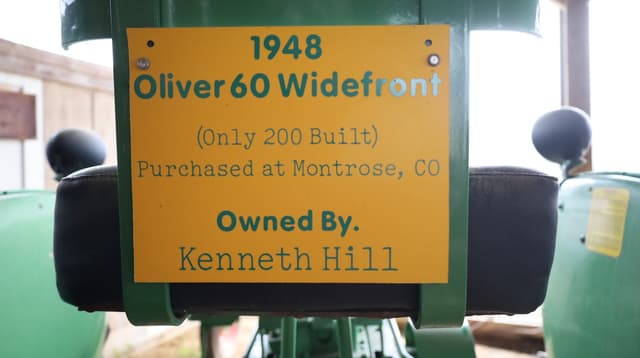 1948
Oliver 60 Widefront
(Only 200 Built)
Purchased at Montrose, CO
Owned By.
Kenneth Hill